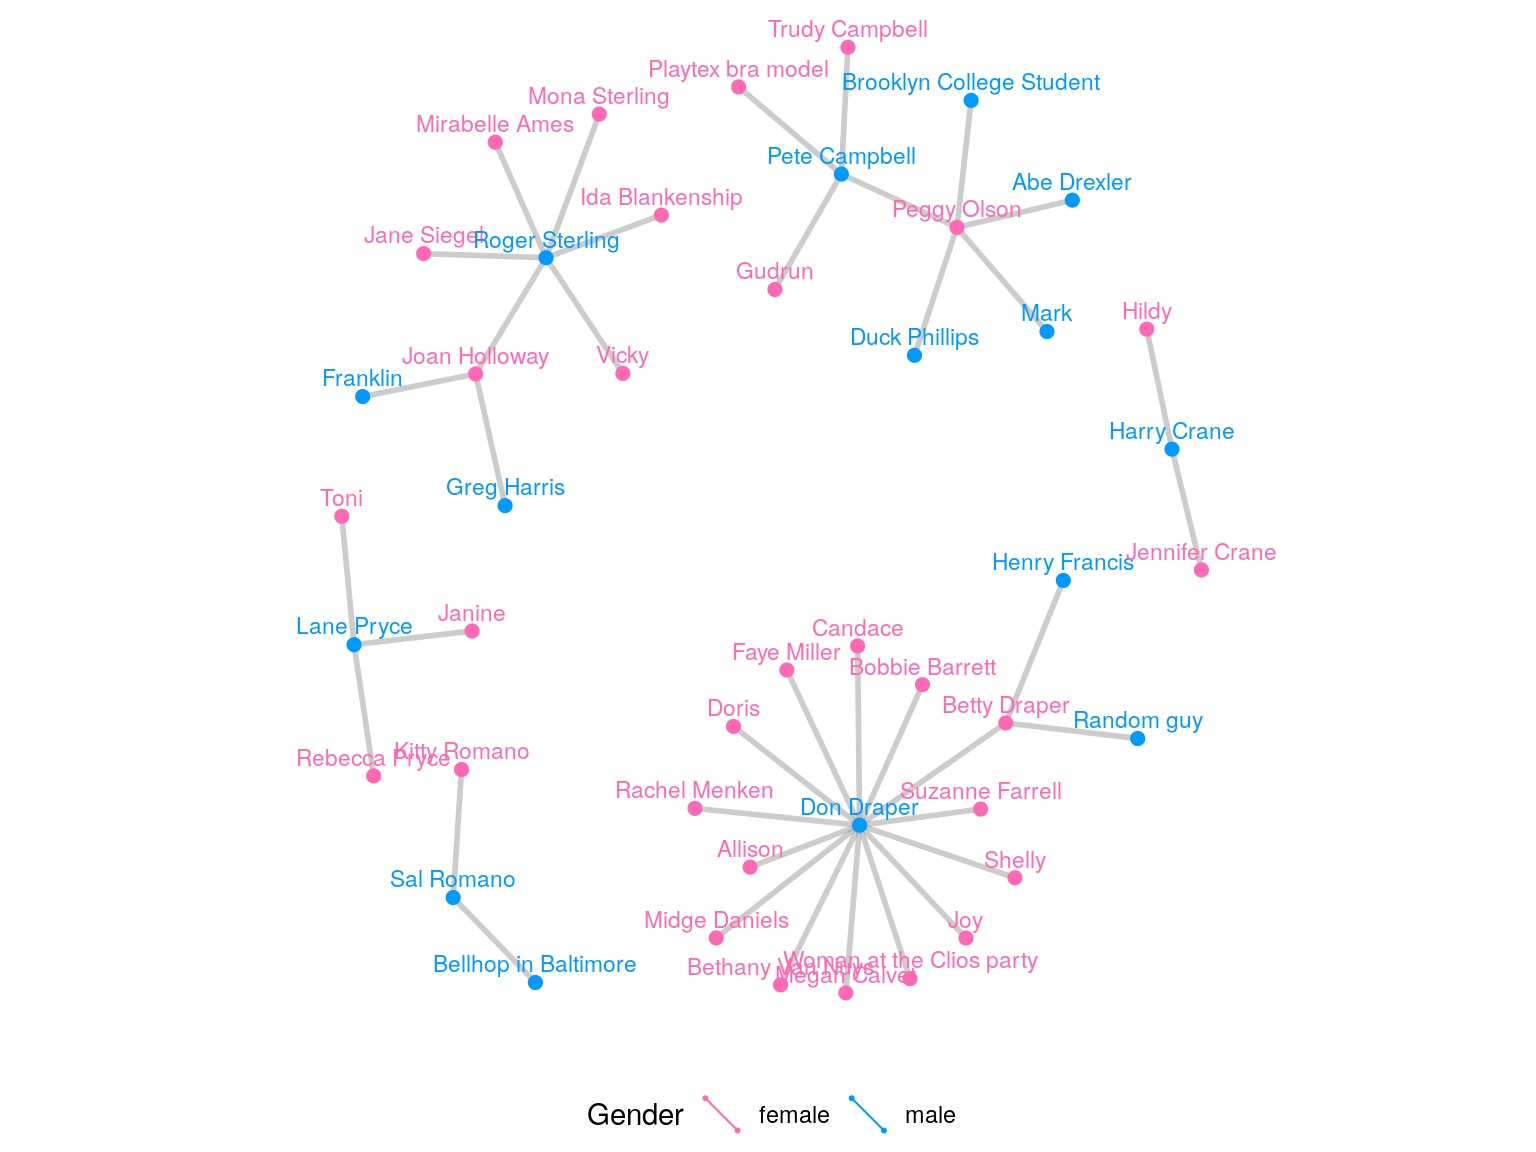 Trudy Campbell
Playtex bra model
Brooklyn College Student
Mona Sterling
Mirabelle Ames
Pete Campbell
Abe Drexler
Ida Blankenship
Peggy Olson
Jane Siegel
Roger Sterling
Gudrun
Hildy
Mark
Duck Phillips
Joan Holloway
Vicky
Franklin
Harry Crane
Greg Harris
Toni
Jennifer Crane
Henry Francis
Janine
Lane Pryce
Candace
Faye Miller
Bobbie Barrett
Betty Draper
Doris
Random guy
Kitty Romano
Rebecca Pryce
Rachel Menken
Suzanne Farrell
Don Draper
Allison
Shelly
Sal Romano
Midge Daniels
Joy
Woman at the Clios party
Bellhop in Baltimore
Bethany Van Nuys
Megan Calvet
Gender female male